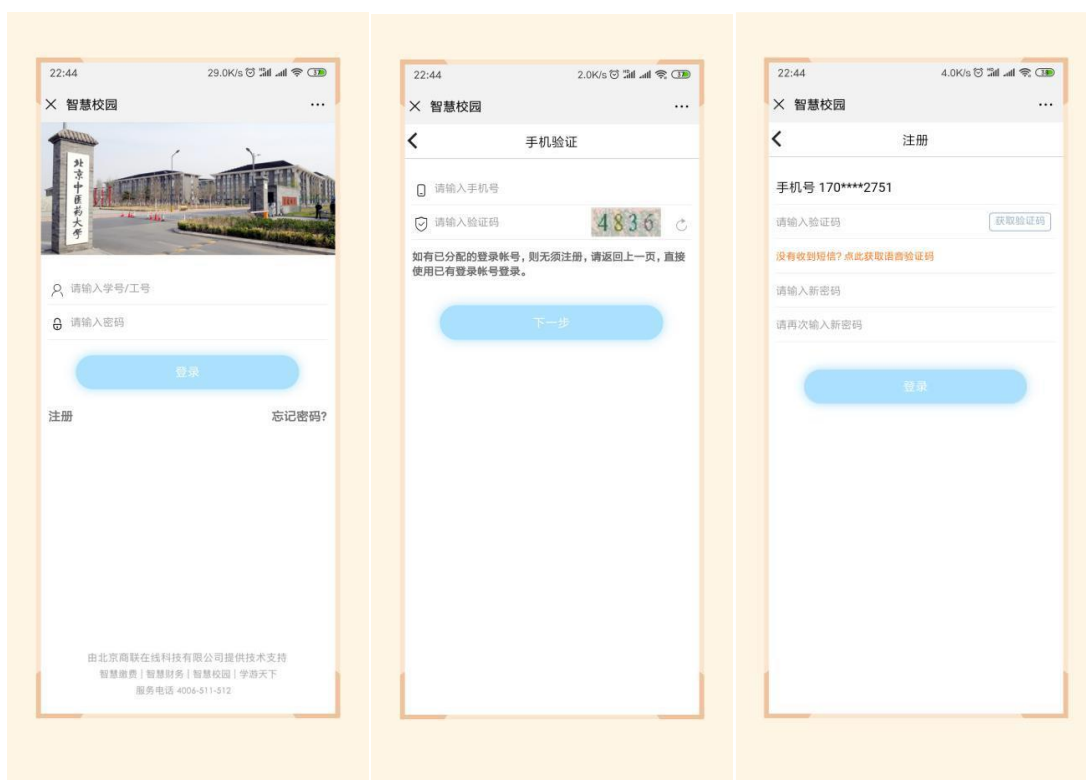 22:44
29.0K/s
智慧校园
北京中医药大学
请输入学号/工号
请输入密码
登录
注册
忘记密码?
由北京商联在线科技有限公司提供技术支持
智慧缴费 | 智慧财务 | 智慧校园 | 学游天下
服务电话 4006-511-512
22:44
2.0K/s
智慧校园
手机验证
请输入手机号
请输入验证码
4836
如有已分配的登录帐号,则无须注册,请返回上一页,直接
使用已有登录帐号登录。
下一步
22:44
4.0K/s
智慧校园
注册
手机号 170****2751
请输入验证码
获取验证码
没有收到短信? 点此获取语音验证码
请输入新密码
请再次输入新密码
登录